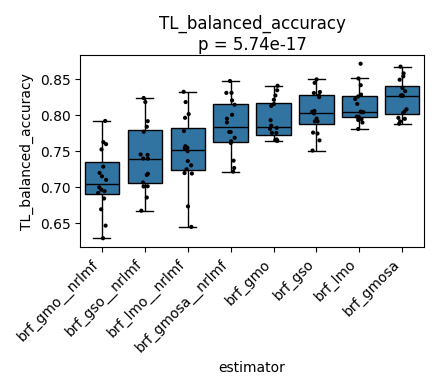 TL_balanced_accuracy
p = 5.74e-17
TL_balanced_accuracy
0.85
0.80
0.75
0.70
0.65
brf_gmo__nrlmf
brf_gso__nrlmf
brf_lmo__nrlmf
brf_gmosa__nrlmf
brf_gmo
brf_gso
brf_lmo
brf_gmosa
estimator